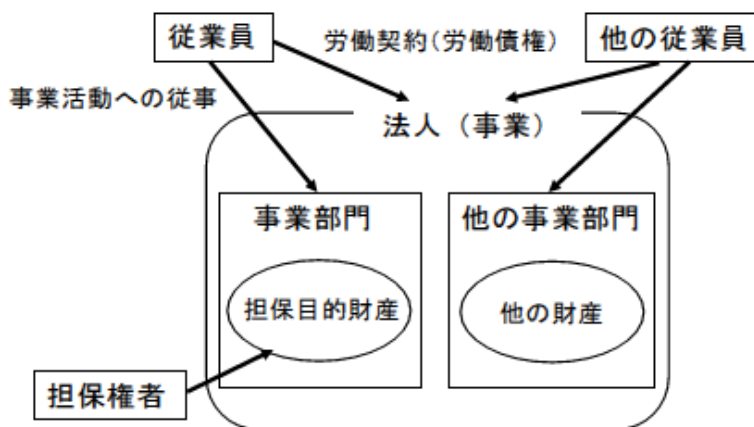 従業員
労働契約(労働債権)
他の従業員
事業活動への従事
法人(事業)
事業部門
他の事業部門
担保目的財産
他の財産
担保権者